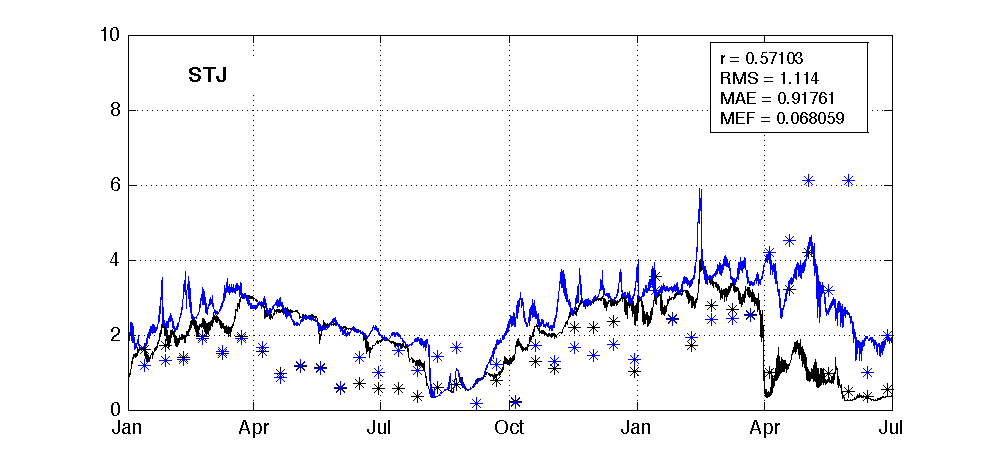 10
STJ
r = 0.57103
RMS = 1.114
MAE = 0.91761
MEF = 0.068059
8
6
4
2
0
Jan Apr Jul Oct Jan Apr Jul